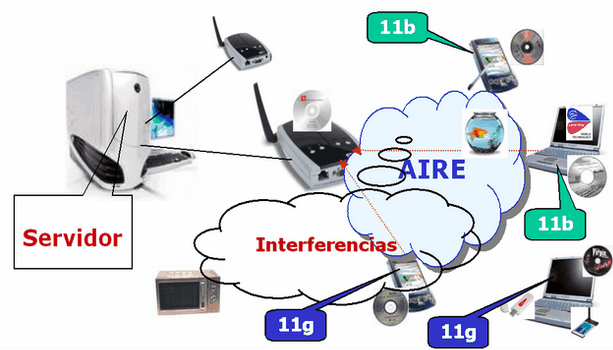 11b
AIRE
11b
Servidor
Interferencias
11g
11g